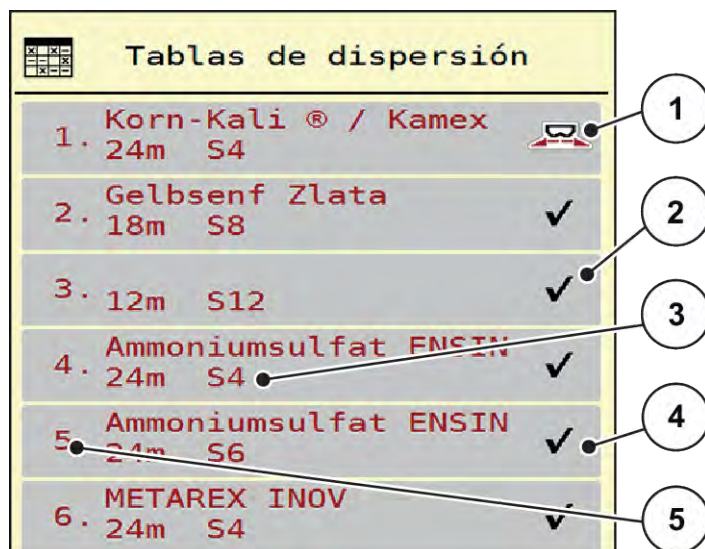 Tablas de dispersión
1. Korn-Kali ® / Kamex
24m S4
2. Gelbsenf Zlata
18m S8
3.
12m S12
4. Ammoniumsulfat ENSIN
24m S4
5. Ammoniumsulfat ENSIN
24m S6
6. METAREX INOV
24m S4
1
2
3
4
5